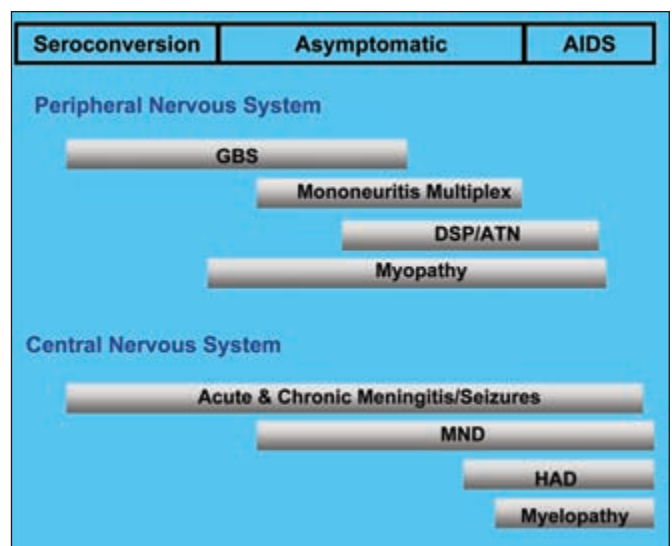 Seroconversion Asymptomatic AIDS
Peripheral Nervous System
GBS
Mononeuritis Multiplex
DSP/ATN
Myopathy
Central Nervous System
Acute & Chronic Meningitis/Seizures
MND
HAD
Myelopathy